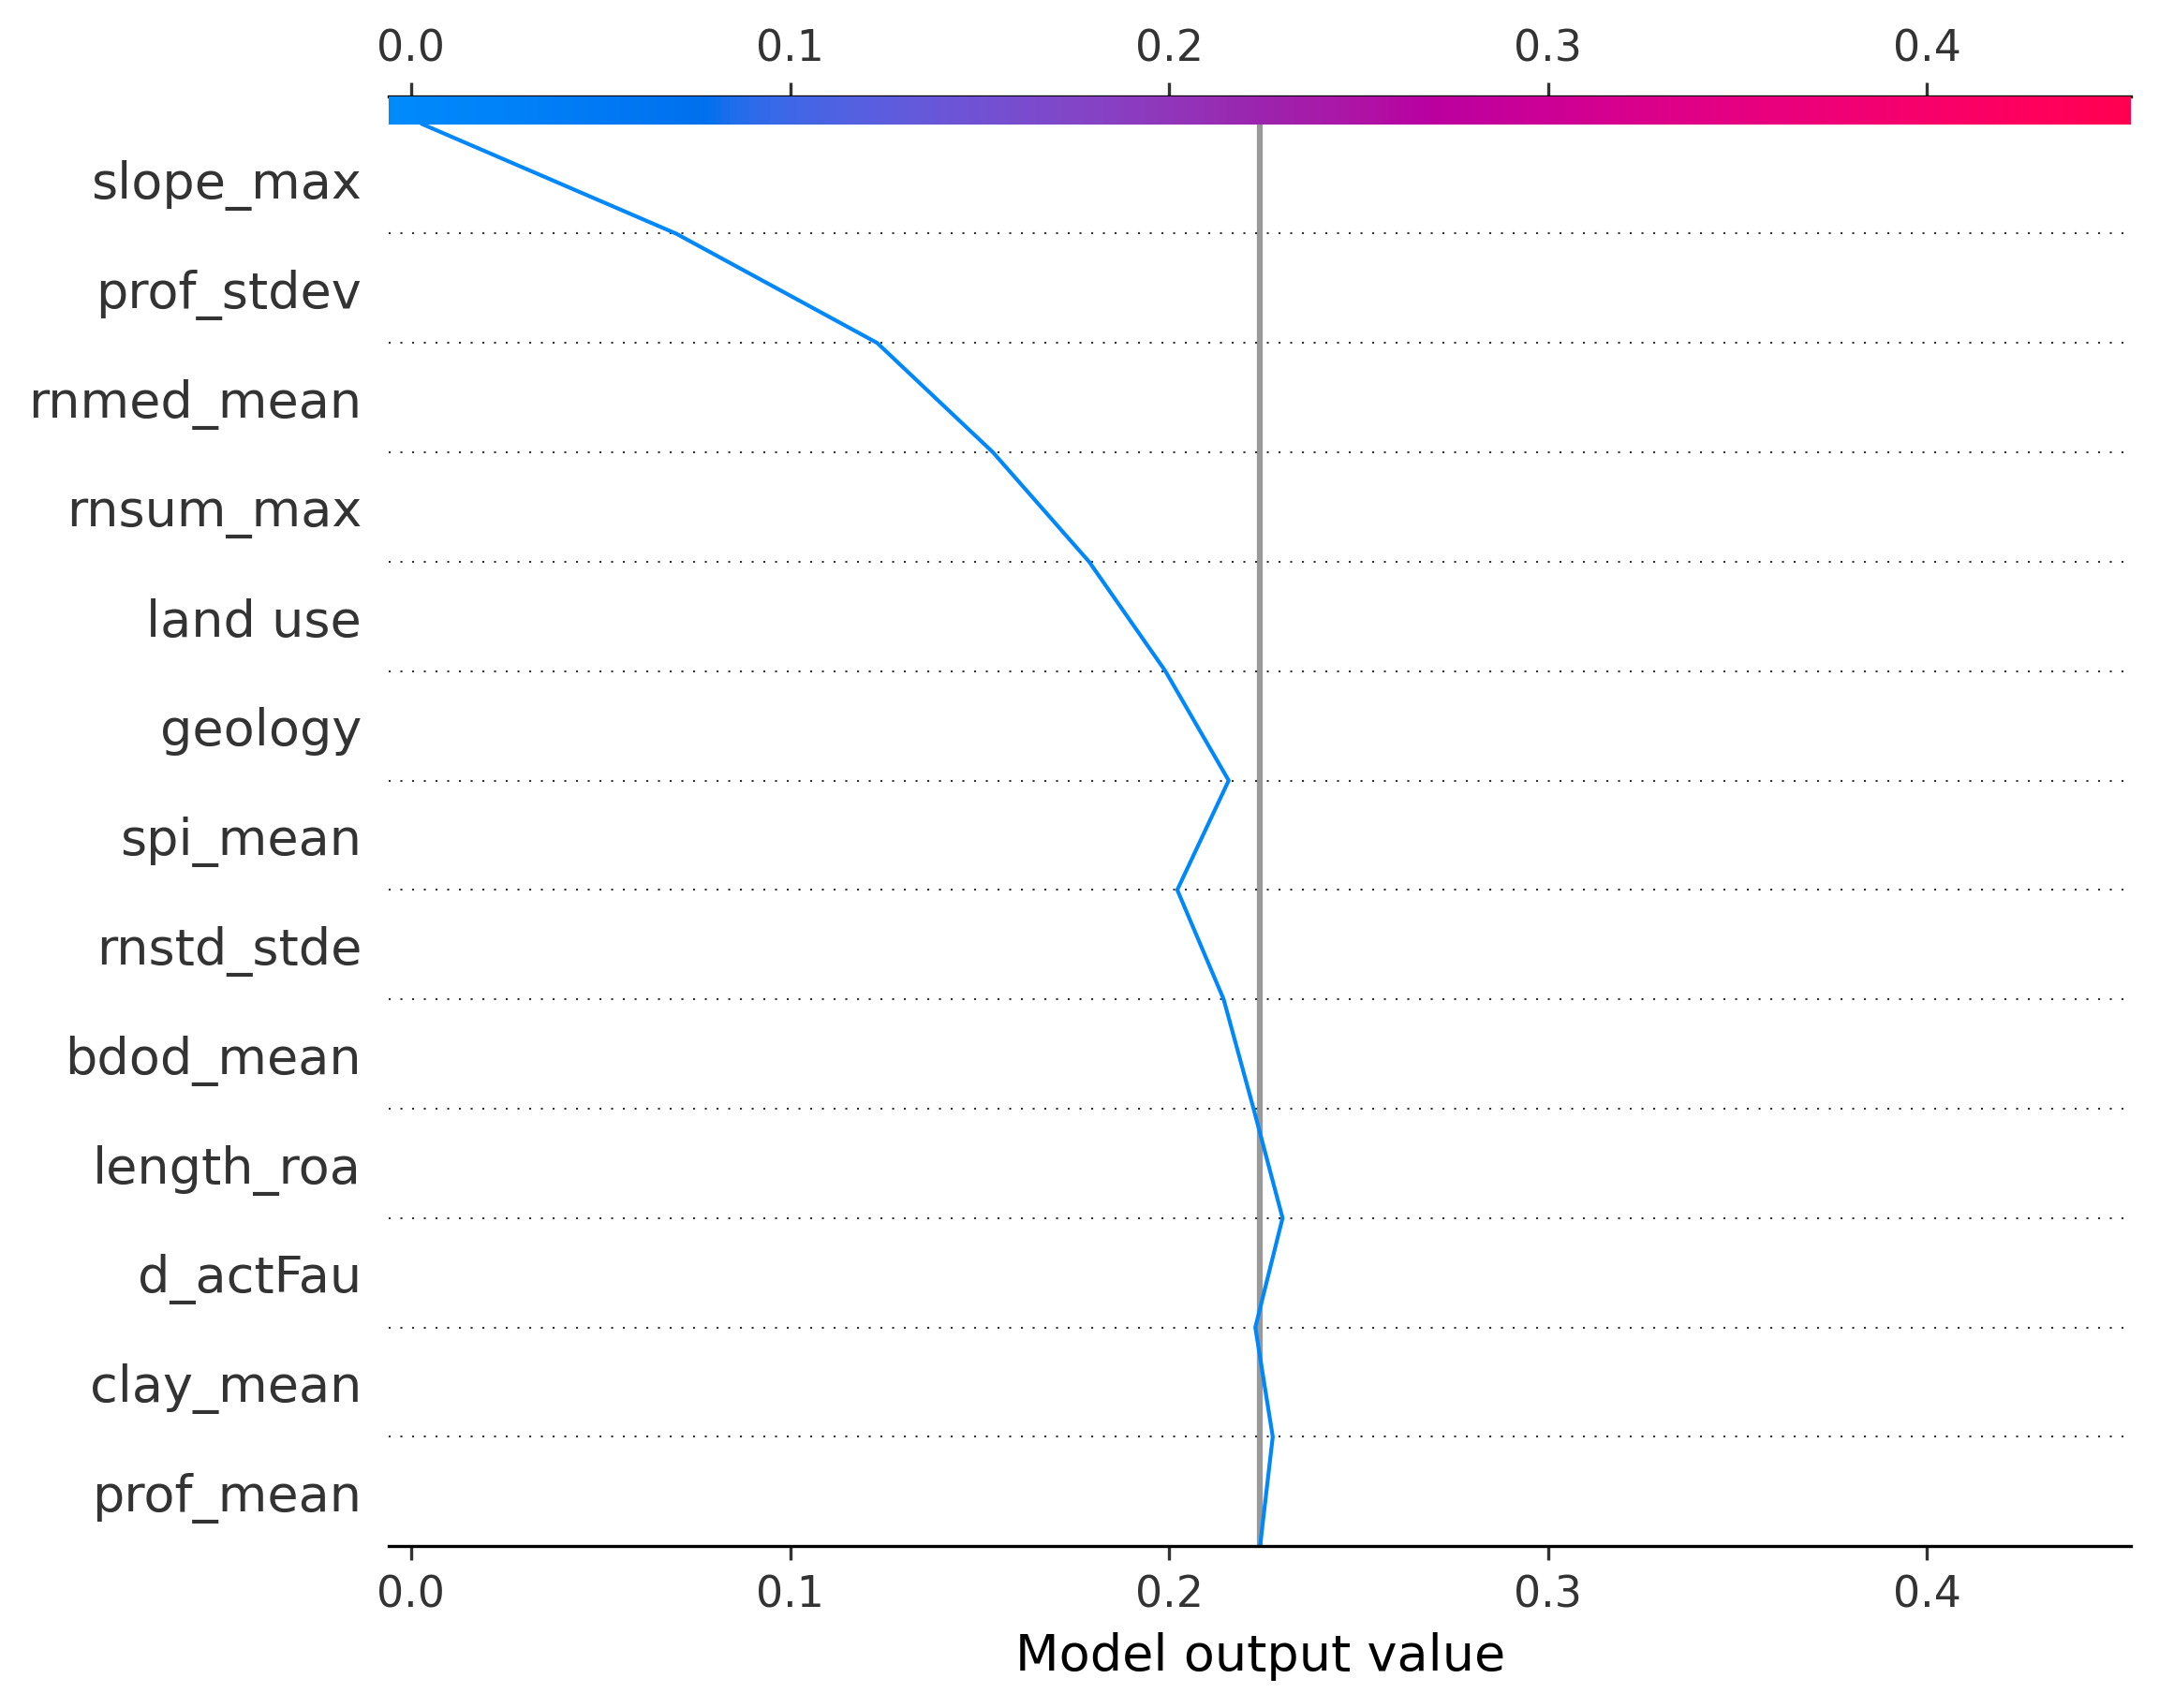 0.0 0.1 0.2 0.3 0.4
slope_max
prof_stdev
rnmed_mean
rnsum_max
land use
geology
spi_mean
rnstd_stde
bdod_mean
length_roa
d_actFau
clay_mean
prof_mean
0.0 0.1 0.2 0.3 0.4
Model output value